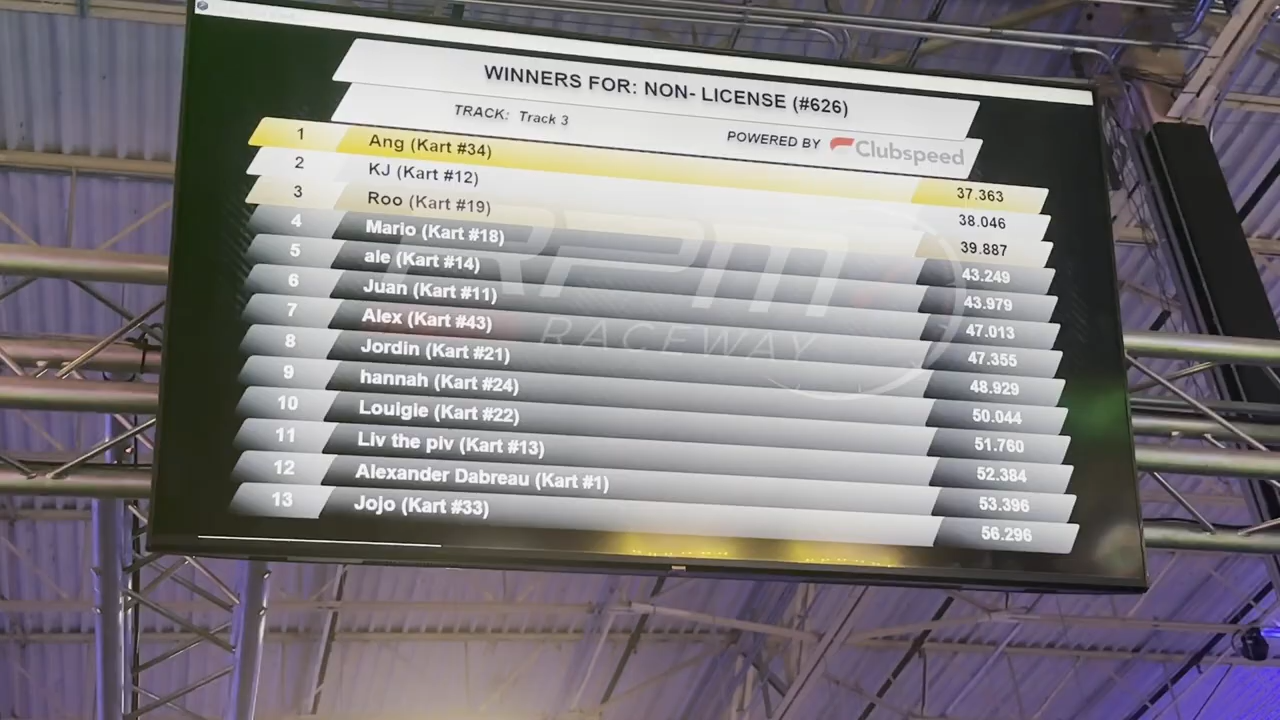 WINNERS FOR: NON- LICENSE (#626)
TRACK: Track 3
POWERED BY Clubspeed
1 Ang (Kart #34) 37.363
2 KJ (Kart #12) 38.046
3 Roo (Kart #19) 39.887
4 Mario (Kart #18) 43.249
5 ale (Kart #14) 43.979
6 Juan (Kart #11) 47.013
7 Alex (Kart #43) 47.355
8 Jordin (Kart #21) 48.929
9 hannah (Kart #24) 50.044
10 Louigie (Kart #22) 51.760
11 Liv the piv (Kart #13) 52.384
12 Alexander Dabreau (Kart #1) 53.396
13 Jojo (Kart #33) 56.296
RPM
RACEWAY